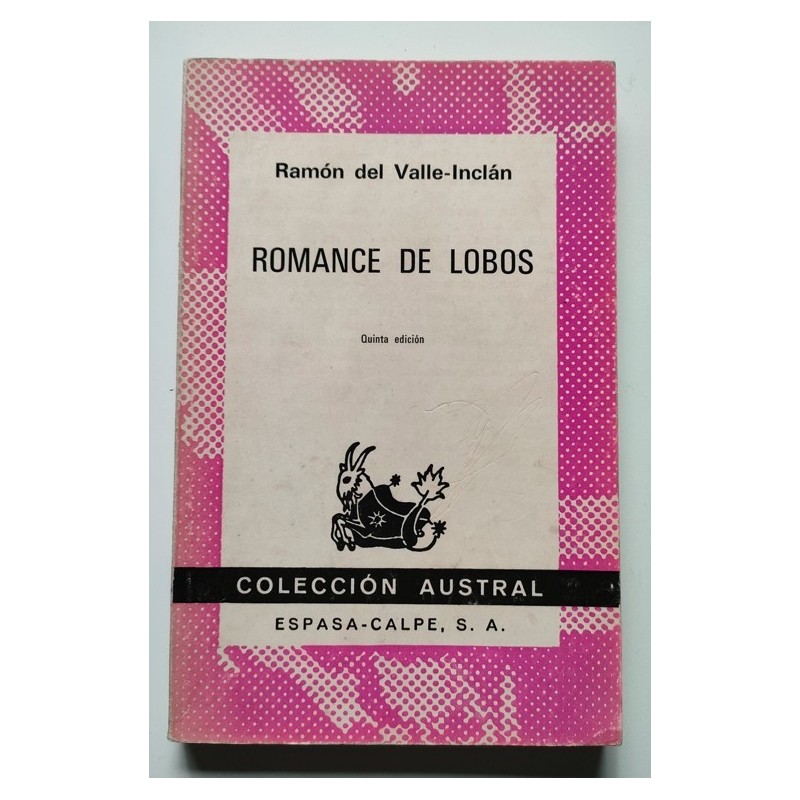 Ramón del Valle-Inclán
ROMANCE DE LOBOS
Quinta edición
COLECCIÓN AUSTRAL
ESPASA-CALPE, S. A.